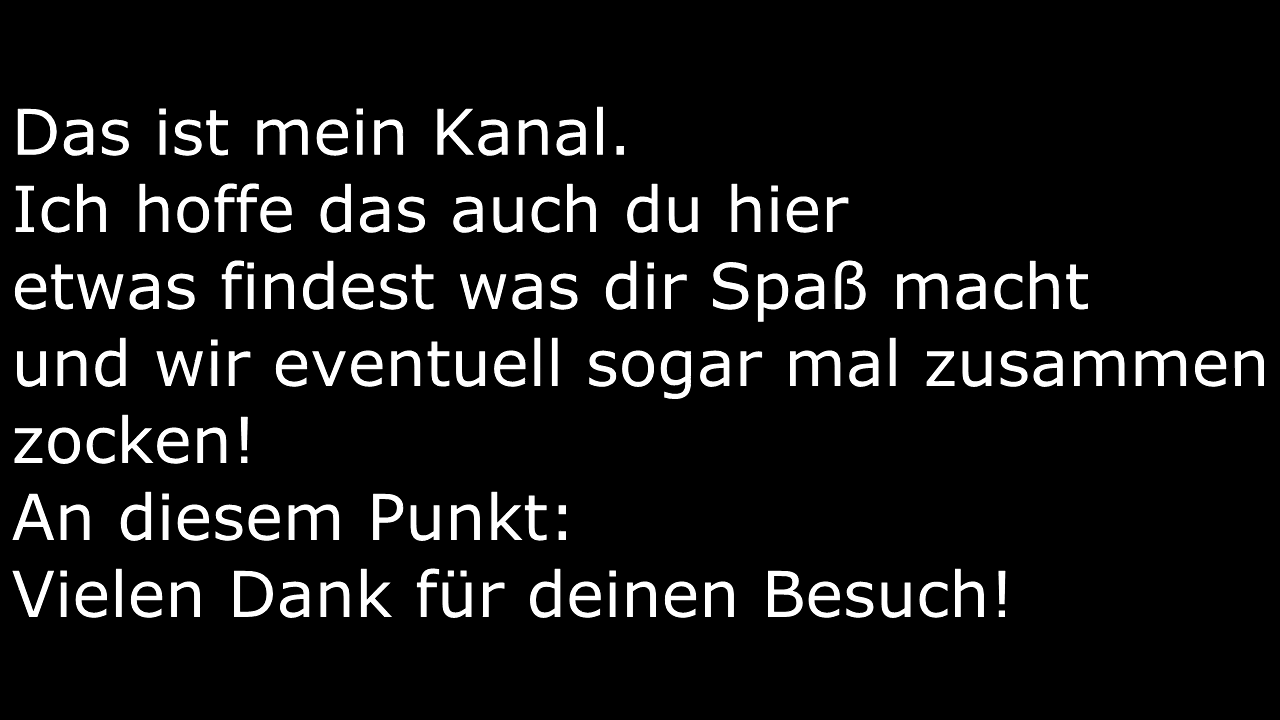 Das ist mein Kanal.
Ich hoffe das auch du hier
etwas findest was dir Spaß macht
und wir eventuell sogar mal zusammen
zocken!
An diesem Punkt:
Vielen Dank für deinen Besuch!